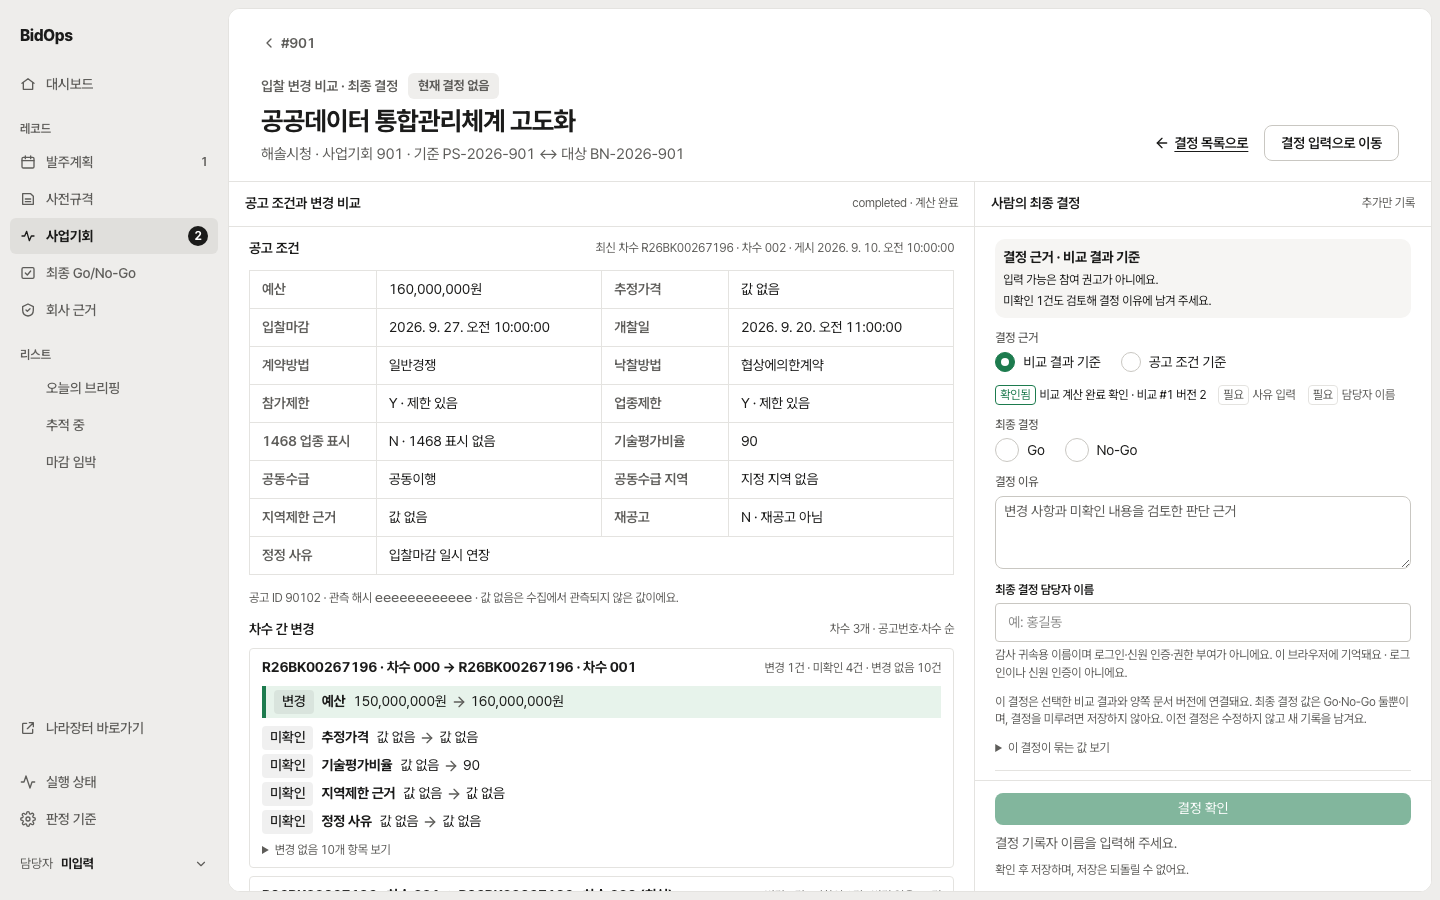 BidOps
대시보드
레코드
발주계획 1
사전규격
사업기회 2
최종 Go/No-Go
회사 근거
리스트
오늘의 브리핑
추적 중
마감 임박
나라장터 바로가기
실행 상태
판정 기준
담당자 미입력
#901
입찰 변경 비교 · 최종 결정 현재 결정 없음
공공데이터 통합관리체계 고도화
해솔시청 · 사업기회 901 · 기준 PS-2026-901 ↔ 대상 BN-2026-901
← 결정 목록으로 결정 입력으로 이동
공고 조건과 변경 비교 completed · 계산 완료
공고 조건 최신 차수 R26BK00267196 · 차수 002 · 게시 2026. 9. 10. 오전 10:00:00
예산 160,000,000원 추정가격 값 없음
입찰마감 2026. 9. 27. 오전 10:00:00 개찰일 2026. 9. 20. 오전 11:00:00
계약방법 일반경쟁 낙찰방법 협상에의한계약
참가제한 Y · 제한 있음 업종제한 Y · 제한 있음
1468 업종 표시 N · 1468 표시 없음 기술평가비율 90
공동수급 공동이행 공동수급 지역 지정 지역 없음
지역제한 근거 값 없음 재공고 N · 재공고 아님
정정 사유 입찰마감 일시 연장
공고 ID 90102 · 관측 해시 eeeeeeeeeeee · 값 없음은 수집에서 관측되지 않은 값이에요.
차수 간 변경 차수 3개 · 공고번호·차수 순
R26BK00267196 · 차수 000 → R26BK00267196 · 차수 001 변경 1건 · 미확인 4건 · 변경 없음 10건
변경 예산 150,000,000원 → 160,000,000원
미확인 추정가격 값 없음 → 값 없음
미확인 기술평가비율 값 없음 → 90
미확인 지역제한 근거 값 없음 → 값 없음
미확인 정정 사유 값 없음 → 값 없음
▶ 변경 없음 10개 항목 보기
사람의 최종 결정 추가만 기록
결정 근거 · 비교 결과 기준
입력 가능은 참여 권고가 아니에요.
미확인 1건도 검토해 결정 이유에 남겨 주세요.
결정 근거
비교 결과 기준 공고 조건 기준
확인됨 비교 계산 완료 확인 · 비교 #1 버전 2 필요 사유 입력 필요 담당자 이름
최종 결정
Go No-Go
결정 이유
변경 사항과 미확인 내용을 검토한 판단 근거
최종 결정 담당자 이름
예: 홍길동
감사 귀속용 이름이며 로그인·신원 인증·권한 부여가 아니에요. 이 브라우저에 기억돼요 · 로그
인이나 신원 인증이 아니에요.
이 결정은 선택한 비교 결과와 양쪽 문서 버전에 연결돼요. 최종 결정 값은 Go·No-Go 둘뿐이
며, 결정을 미루려면 저장하지 않아요. 이전 결정은 수정하지 않고 새 기록을 남겨요.
▶ 이 결정이 묶는 값 보기
결정 확인
결정 기록자 이름을 입력해 주세요.
확인 후 저장하며, 저장은 되돌릴 수 없어요.